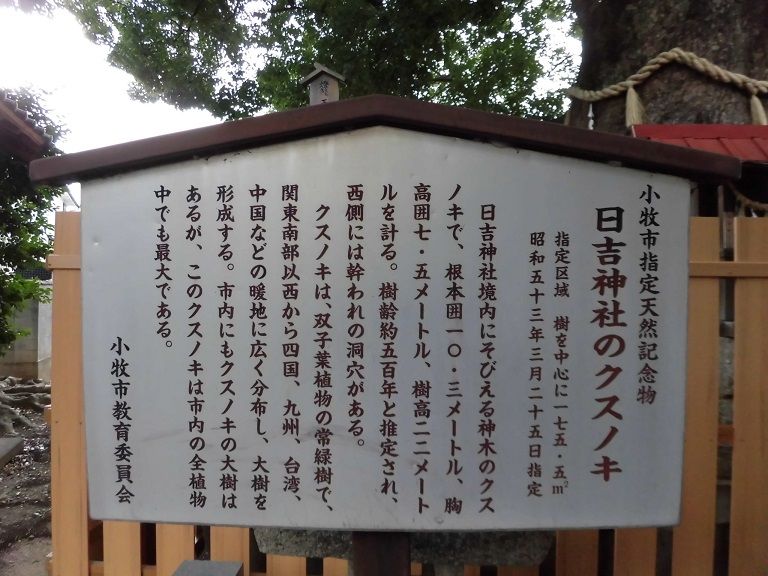 小牧市指定天然記念物
日吉神社のクスノキ
指定区域 樹を中心に一七五・五㎡
昭和五十三年三月二十五日指定
日吉神社境内にそびえる神木のクス
ノキで、根本囲一〇・三メートル、胸
高囲七・五メートル、樹高二二メート
ルを計る。樹齢約五百年と推定され、
西側には幹われの洞穴がある。
クスノキは、双子葉植物の常緑樹で、
関東南部以西から四国、九州、台湾、
中国などの暖地に広く分布し、大樹を
形成する。市内にもクスノキの大樹は
あるが、このクスノキは市内の全植物
中でも最大である。
小牧市教育委員会